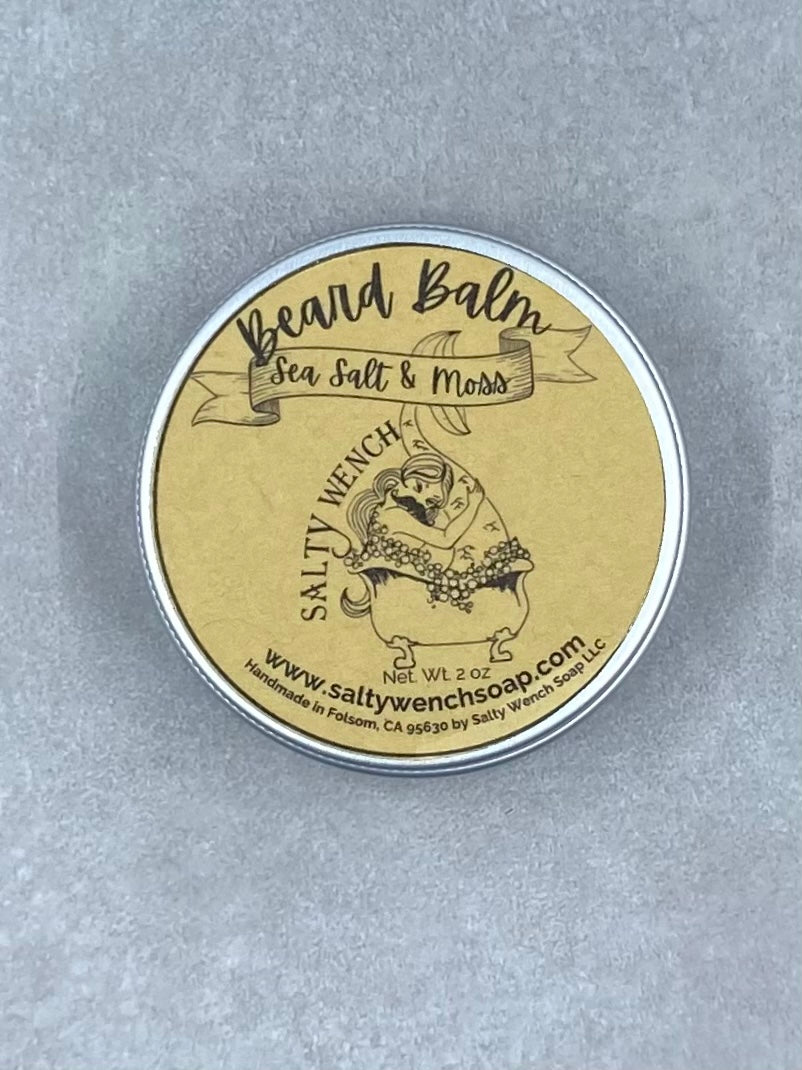 Beard Balm
Sea Salt & Moss
SALTY WENCH
Net. Wt. 2 oz
www.saltywenchsoap.com
Handmade in Folsom, CA 95630 by Salty Wench Soap LLC